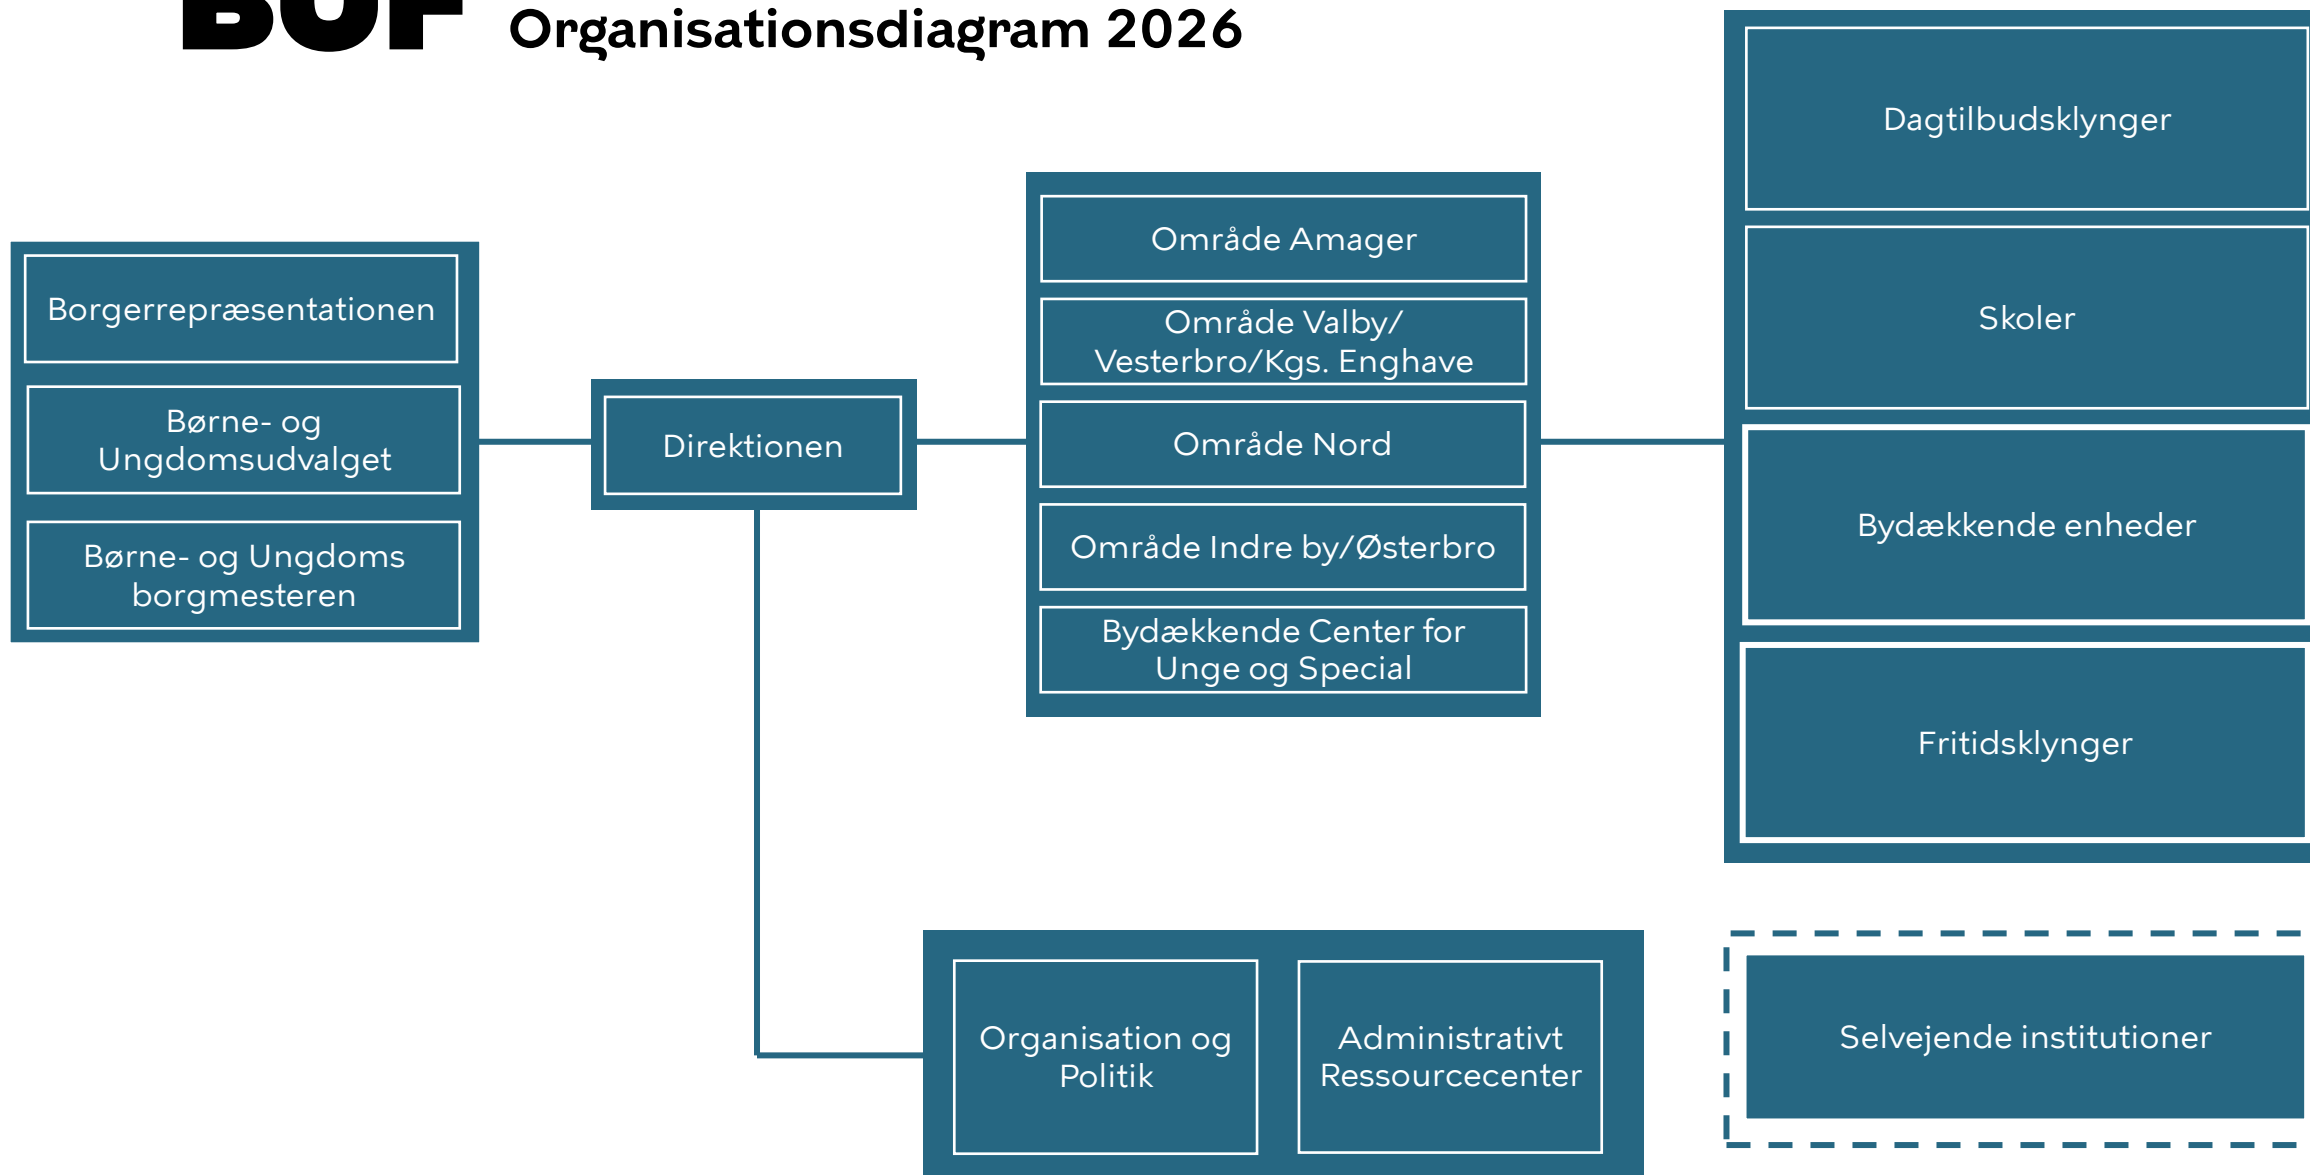 BUF
Organisationsdiagram 2026
Borgerrepræsentationen
Børne- og
Ungdomsudvalget
Børne- og Ungdoms
borgmesteren
Direktionen
Område Amager
Område Valby/
Vesterbro/Kgs. Enghave
Område Nord
Område Indre by/Østerbro
Bydækkende Center for
Unge og Special
Dagtilbudsklynger
Skoler
Bydækkende enheder
Fritidsklynger
Organisation og
Politik
Administrativt
Ressourcecenter
Selvejende institutioner